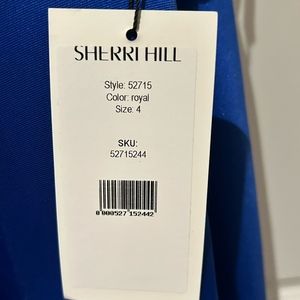 SHERRI HILL
Style: 52715
Color: royal
Size: 4
SKU:
52715244
0 000527 152442